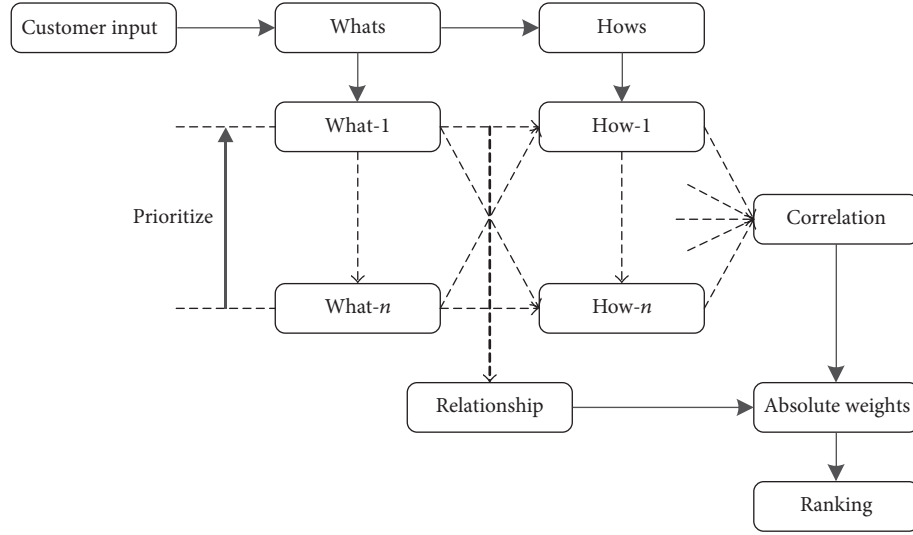 Customer input
Whats
Hows
What-1
How-1
Prioritize
Correlation
What-n
How-n
Relationship
Absolute weights
Ranking